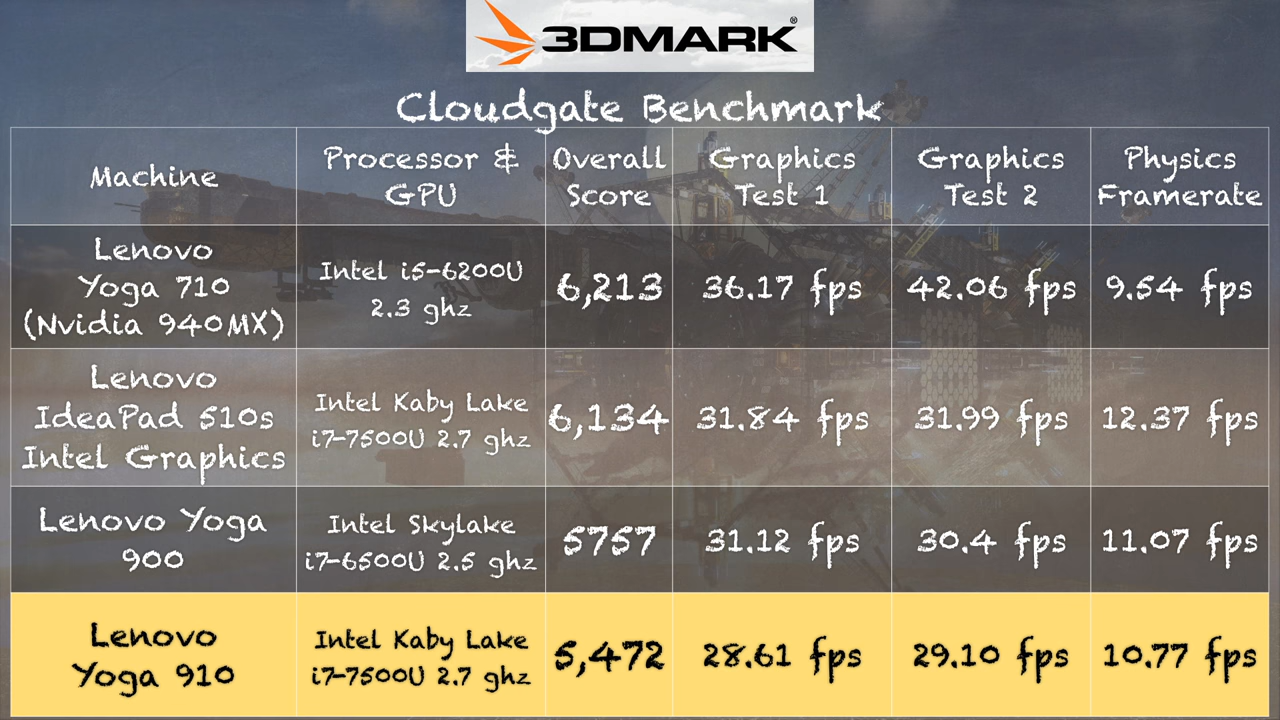 3DMARK®
Cloudgate Benchmark
Machine
Processor &
GPU
Overall
Score
Graphics
Test 1
Graphics
Test 2
Physics
Framerate
Lenovo
Yoga 710
(Nvidia 940MX)
Intel i5-6200U
2.3 ghz
6,213
36.17 fps
42.06 fps
9.54 fps
Lenovo
IdeaPad 510s
Intel Graphics
Intel Kaby Lake
i7-7500U 2.7 ghz
6,134
31.84 fps
31.99 fps
12.37 fps
Lenovo Yoga
900
Intel Skylake
i7-6500U 2.5 ghz
5757
31.12 fps
30.4 fps
11.07 fps
Lenovo
Yoga 910
Intel Kaby Lake
i7-7500U 2.7 ghz
5,472
28.61 fps
29.10 fps
10.77 fps